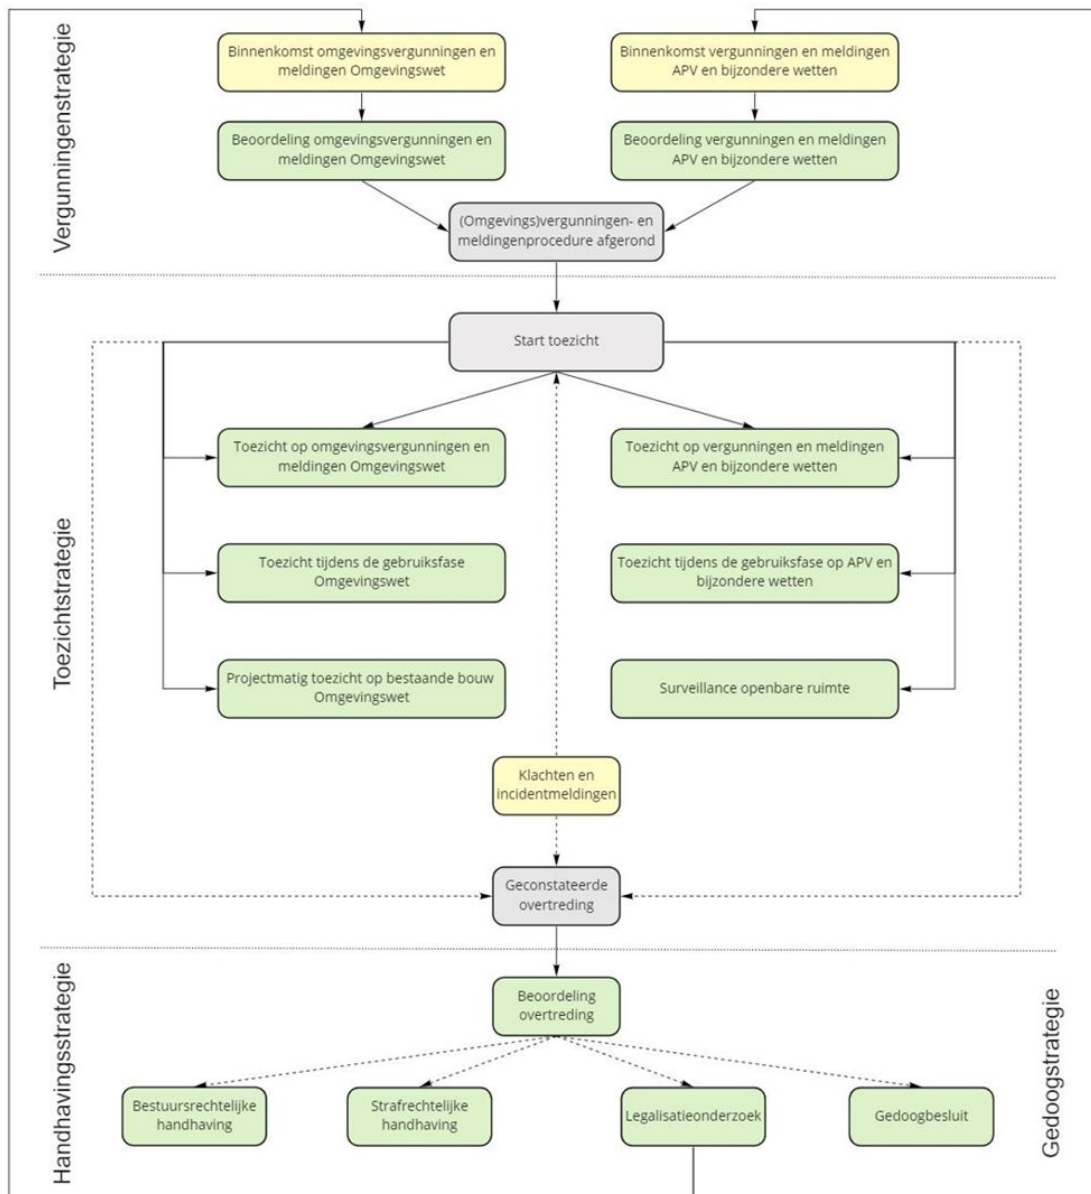 Vergunningenstrategie
Binnenkomst omgevingsvergunningen en
meldingen Omgevingswet
Binnenkomst vergunningen en meldingen
APV en bijzondere wetten
Beoordeling omgevingsvergunningen en
meldingen Omgevingswet
Beoordeling vergunningen en meldingen
APV en bijzondere wetten
(Omgevings)vergunningen- en
meldingenprocedure afgerond
Toezichtstrategie
Start toezicht
Toezicht op omgevingsvergunningen en
meldingen Omgevingswet
Toezicht op vergunningen en meldingen
APV en bijzondere wetten
Toezicht tijdens de gebruiksfase
Omgevingswet
Toezicht tijdens de gebruiksfase op APV en
bijzondere wetten
Projectmatig toezicht op bestaande bouw
Omgevingswet
Surveillance openbare ruimte
Klachten en
incidentmeldingen
Geconstateerde
overtreding
Handhavingsstrategie
Beoordeling
overtreding
Bestuursrechtelijke
handhaving
Strafrechtelijke
handhaving
Legalisatieonderzoek
Gedoogbesluit
Gedoogstrategie